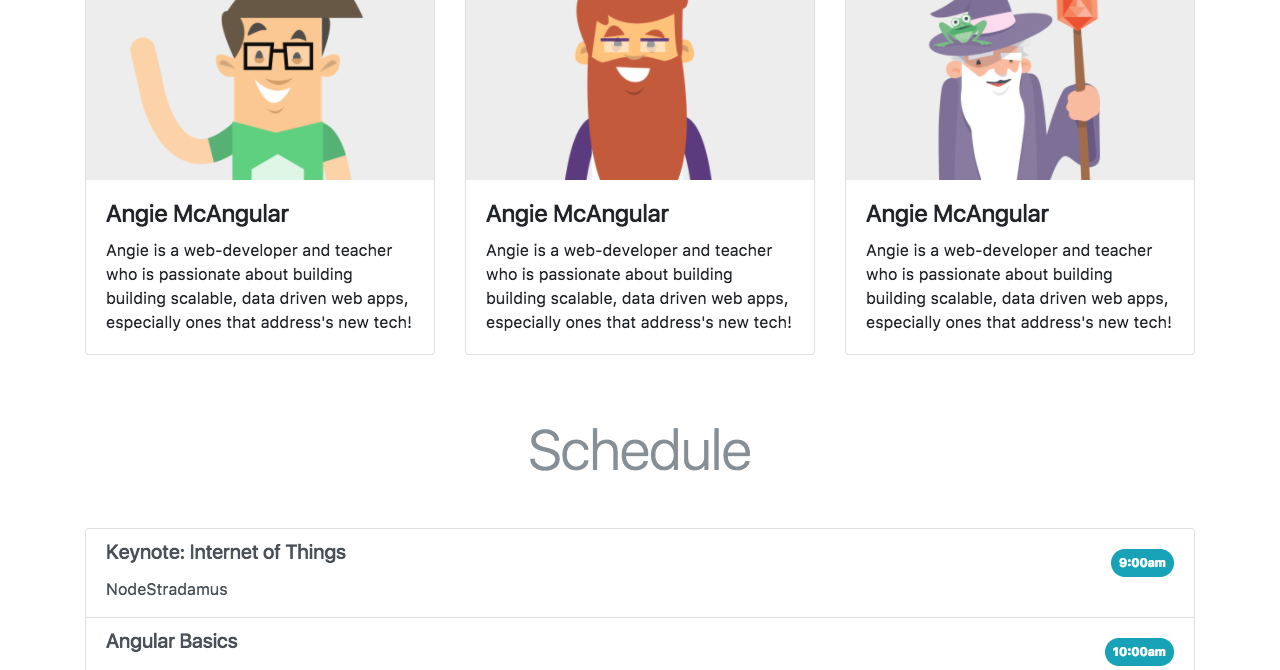 Angie McAngular
Angie is a web-developer and teacher
who is passionate about building
building scalable, data driven web apps,
especially ones that address's new tech!
Angie McAngular
Angie is a web-developer and teacher
who is passionate about building
building scalable, data driven web apps,
especially ones that address's new tech!
Angie McAngular
Angie is a web-developer and teacher
who is passionate about building
building scalable, data driven web apps,
especially ones that address's new tech!
Schedule
Keynote: Internet of Things
9:00am
NodeStradamus
Angular Basics
10:00am